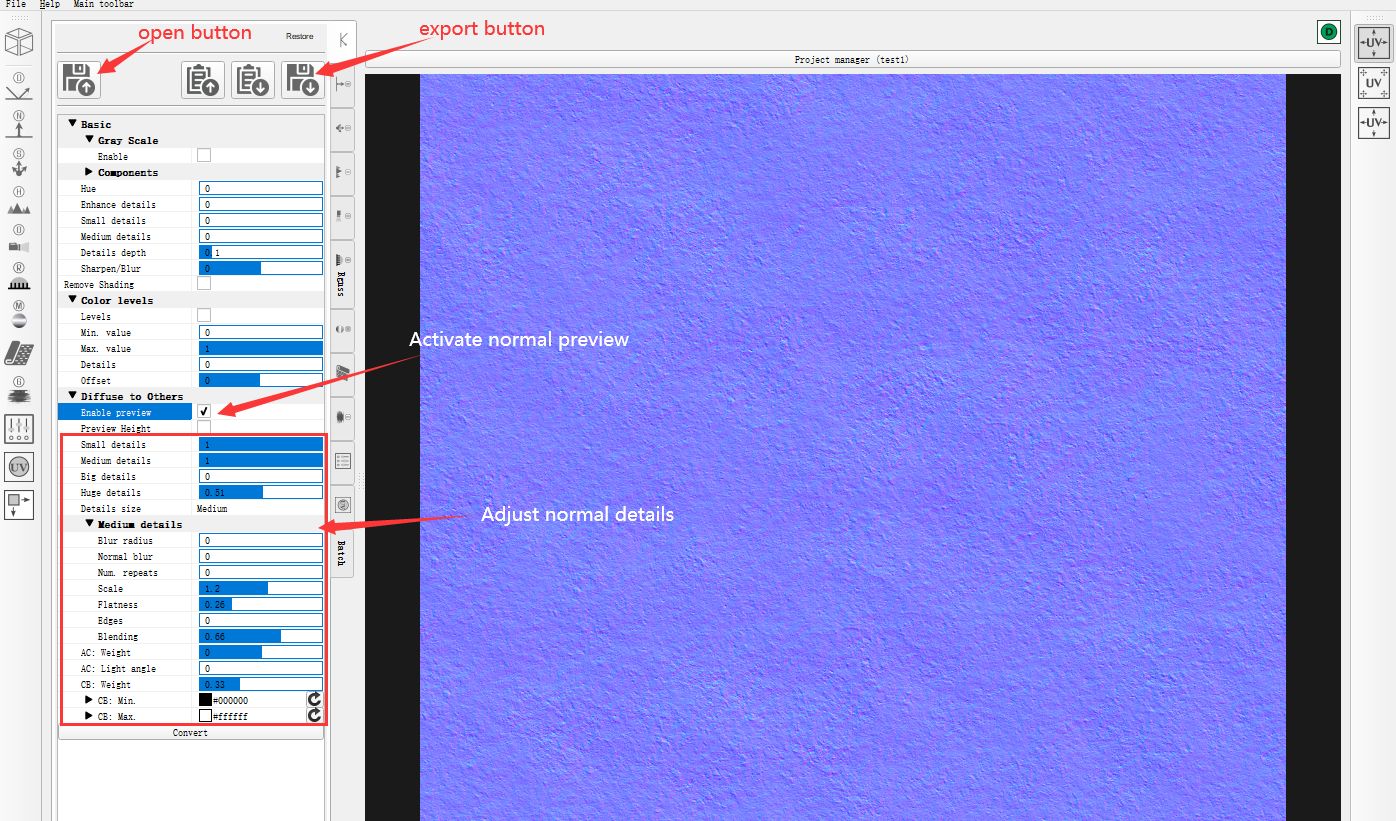 File Help Main toolbar
open button
Restore
export button
Project manager (test1)
D
UV
UV
UV
Basic
Gray Scale
Enable
Components
Hue 0
Enhance details 0
Small details 0
Medium details 0
Details depth 0.1
Sharpen/Blur 0
Remove Shading
Color levels
Levels
Min. value 0
Max. value 1
Details 0
Offset 0
Diffuse to Others
Enable preview
Preview Height
Small details 1
Medium details 1
Big details 0
Huge details 0.51
Details size Medium
Medium details
Blur radius 0
Normal blur 0
Num. repeats 0
Scale 1.2
Flatness 0.26
Edges 0
Blending 0.66
AC: Weight 0
AC: Light angle 0
CB: Weight 0.33
CB: Min. #000000
CB: Max. #ffffff
Convert
Batch
Activate normal preview
Adjust normal details
D
N
S
H
O
R
M
UV